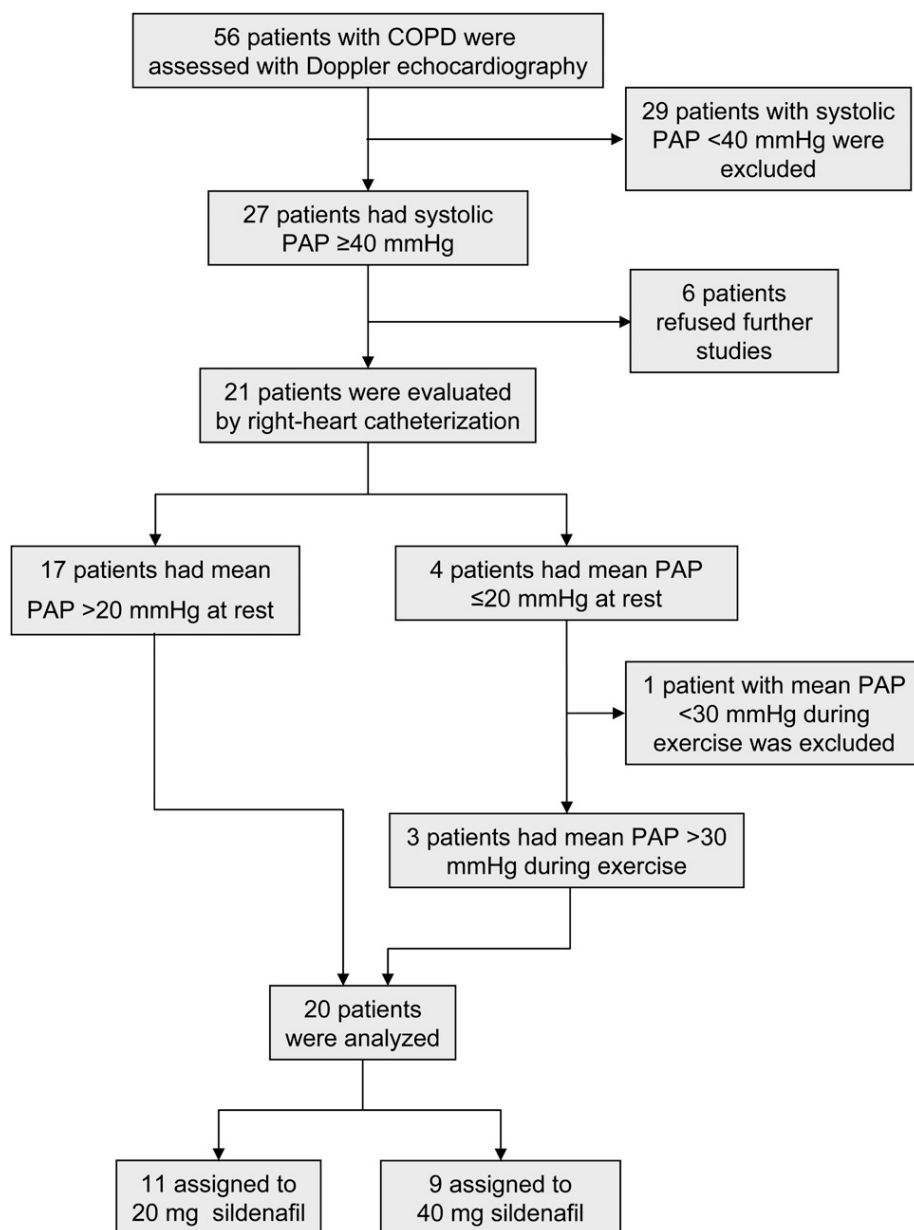 56 patients with COPD were
assessed with Doppler echocardiography
29 patients with systolic
PAP <40 mmHg were
excluded
27 patients had systolic
PAP ≥40 mmHg
6 patients
refused further
studies
21 patients were evaluated
by right-heart catheterization
17 patients had mean
PAP >20 mmHg at rest
4 patients had mean PAP
≤20 mmHg at rest
1 patient with mean PAP
<30 mmHg during
exercise was excluded
3 patients had mean PAP >30
mmHg during exercise
20 patients
were analyzed
11 assigned to
20 mg sildenafil
9 assigned to
40 mg sildenafil